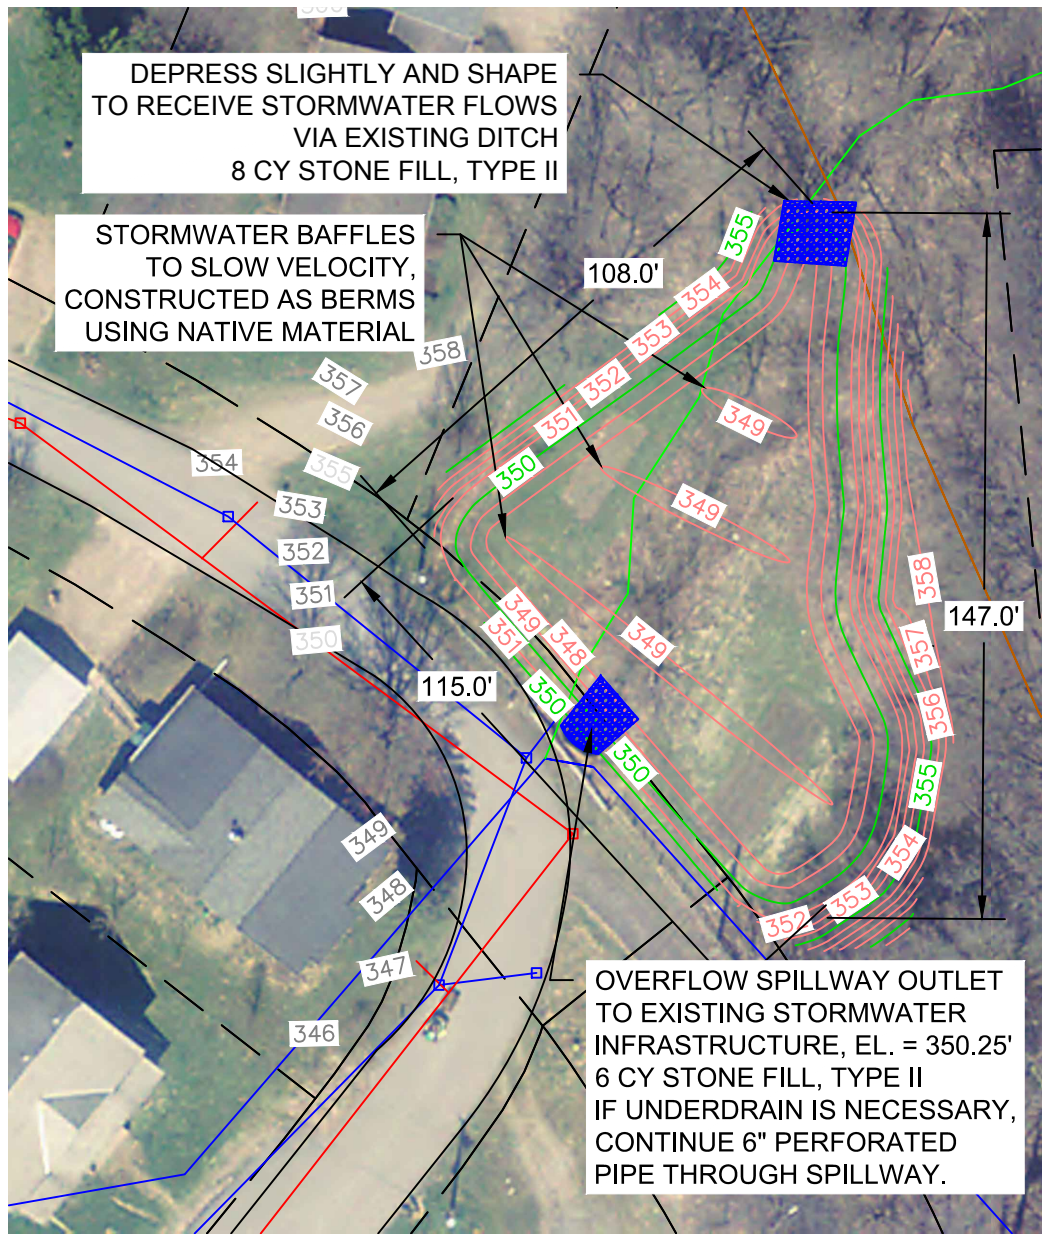 DEPRESS SLIGHTLY AND SHAPE
TO RECEIVE STORMWATER FLOWS
VIA EXISTING DITCH
8 CY STONE FILL, TYPE II
STORMWATER BAFFLES
TO SLOW VELOCITY,
CONSTRUCTED AS BERMS
USING NATIVE MATERIAL
355
108.0'
354
353
352
351
350
358
357
356
355
354
353
352
351
350
349
349
349
349
348
351
350
350
115.0'
147.0'
358
357
356
355
354
353
352
349
348
347
346
OVERFLOW SPILLWAY OUTLET
TO EXISTING STORMWATER
INFRASTRUCTURE, EL. = 350.25'
6 CY STONE FILL, TYPE II
IF UNDERDRAIN IS NECESSARY,
CONTINUE 6" PERFORATED
PIPE THROUGH SPILLWAY.